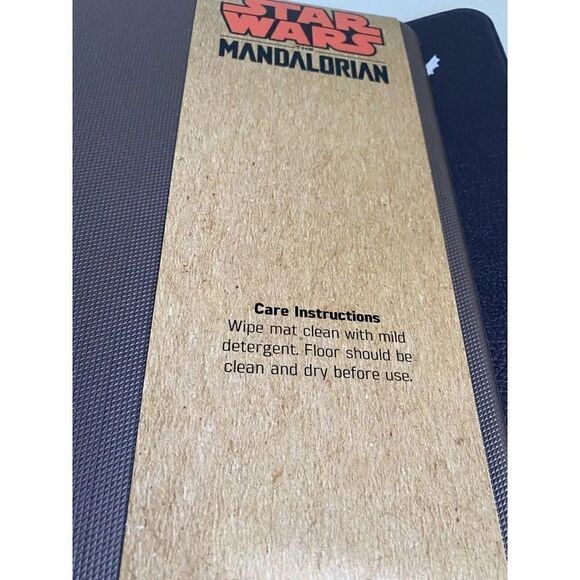 STAR
WARS
THE
MANDALORIAN
Care Instructions
Wipe mat clean with mild
detergent. Floor should be
clean and dry before use.